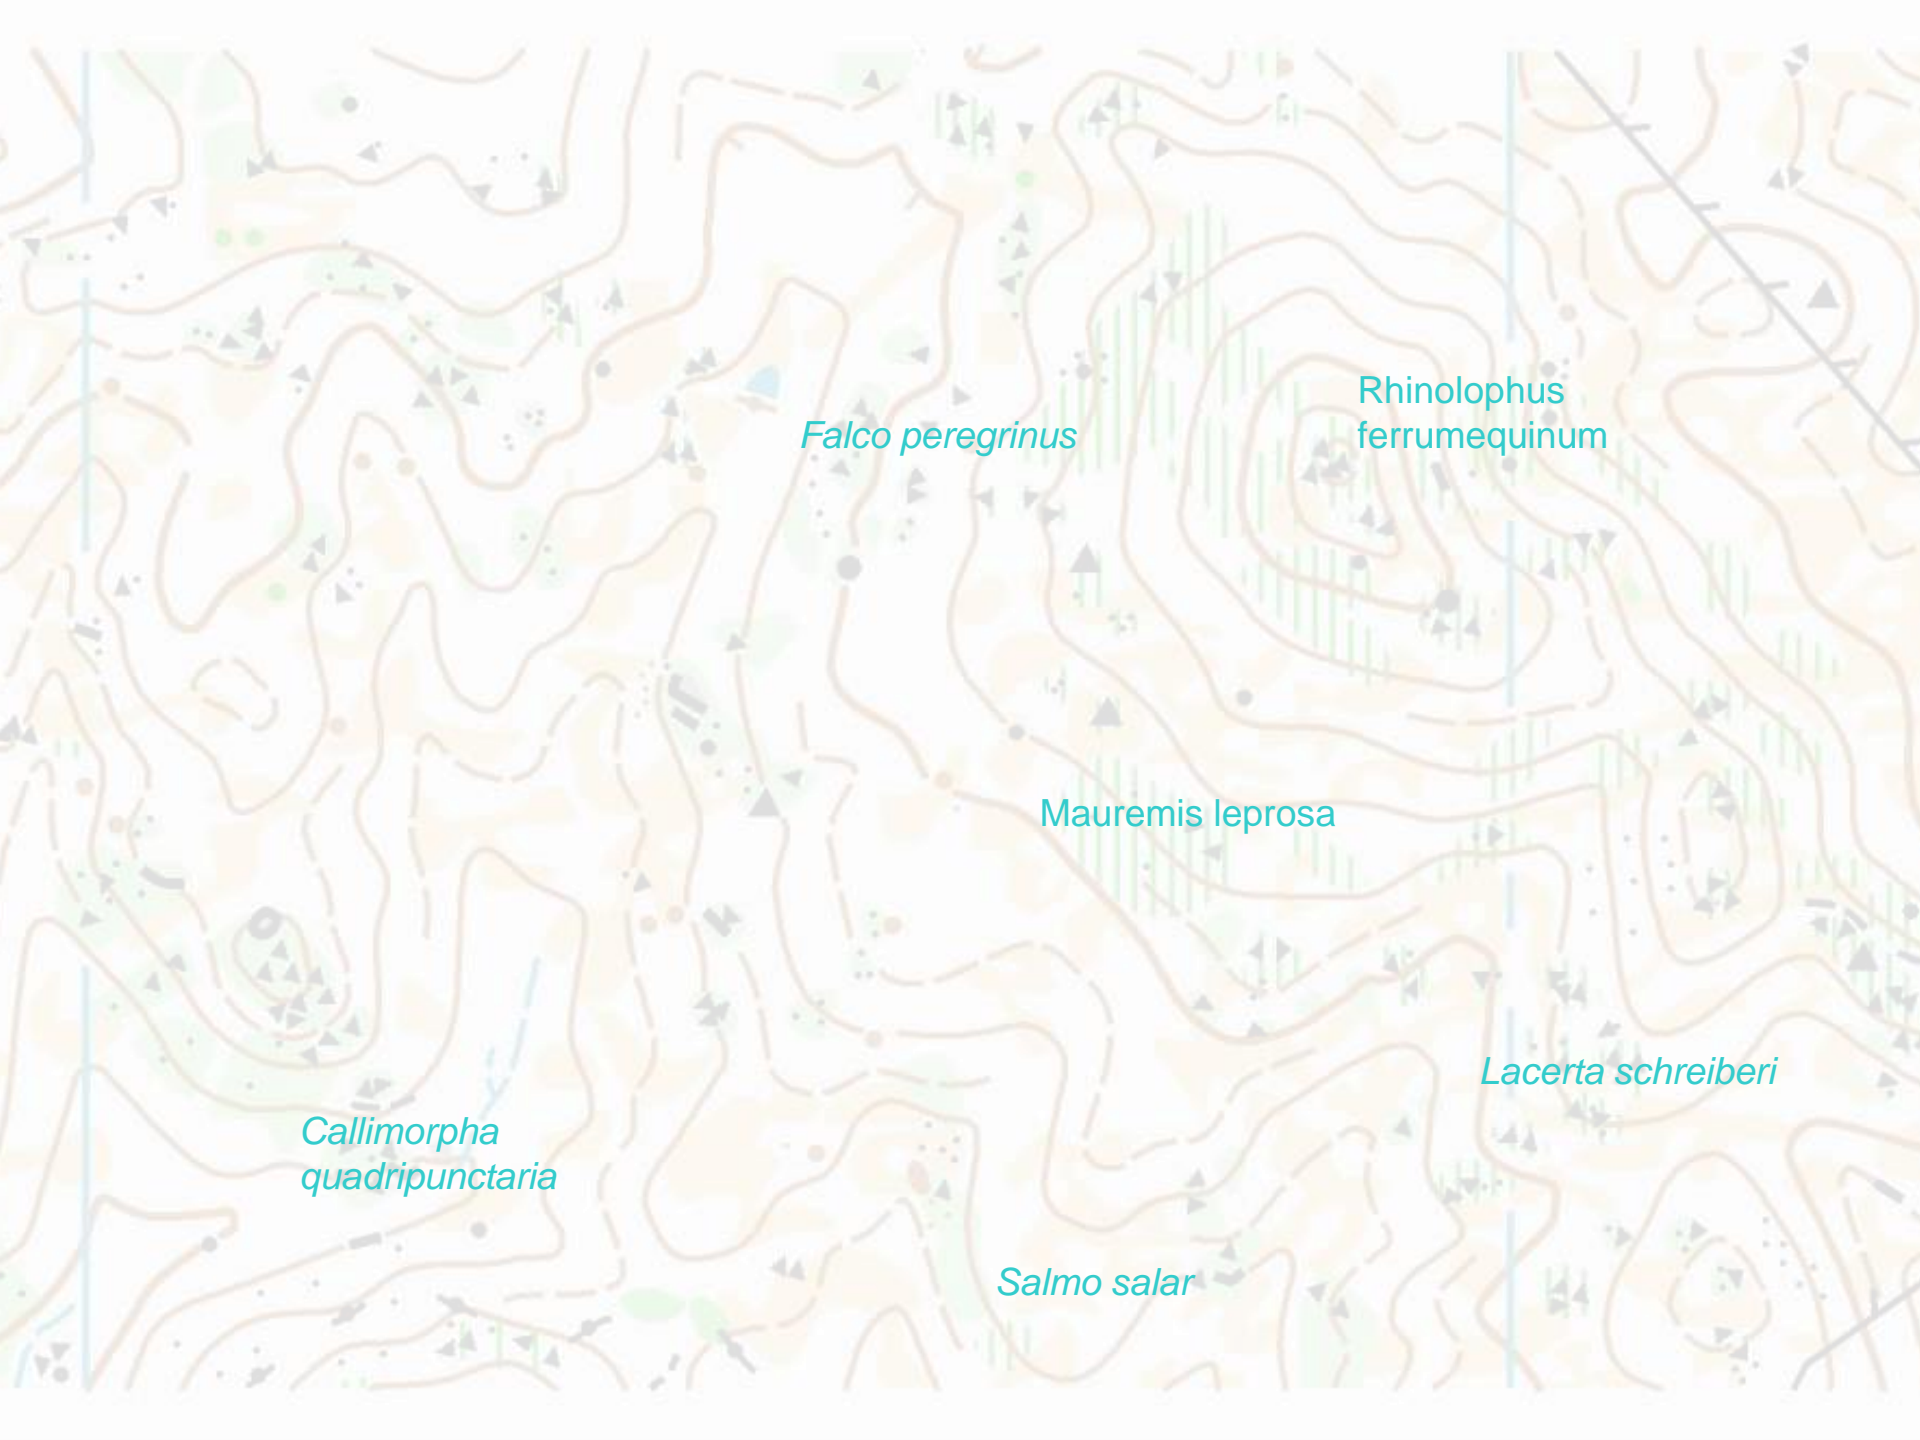 Rhinolophus
ferrumequinum
Falco peregrinus
Mauremis leprosa
Lacerta schreiberi
Callimorpha
quadripunctaria
Salmo salar